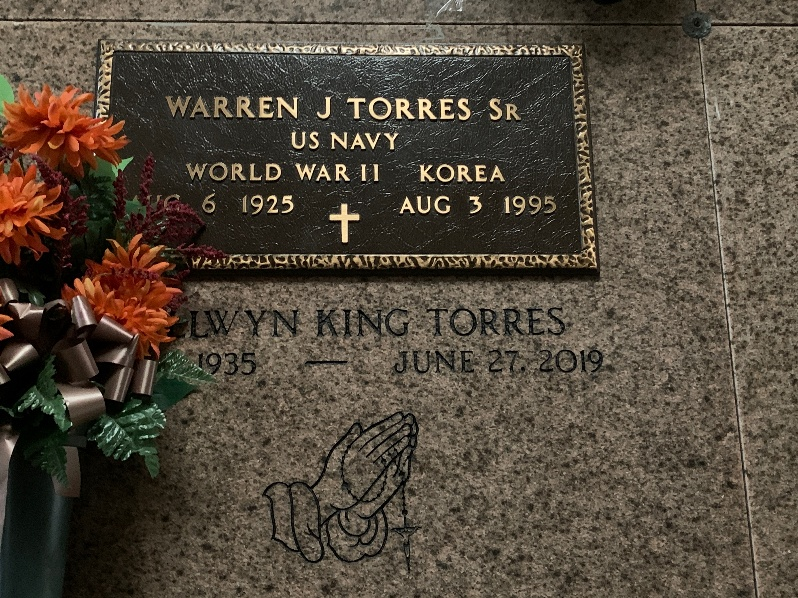 WARREN J TORRES SR
US NAVY
WORLD WAR II KOREA
6 1925 AUG 3 1995
KING TORRES
1935 — JUNE 27, 2019